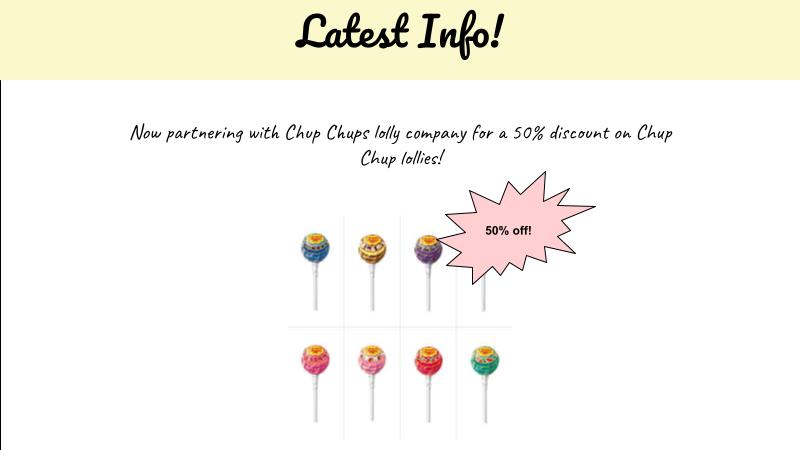 Latest Info!
Now partnering with Chup Chups lolly company for a 50% discount on Chup
Chup lollies!
50% off!